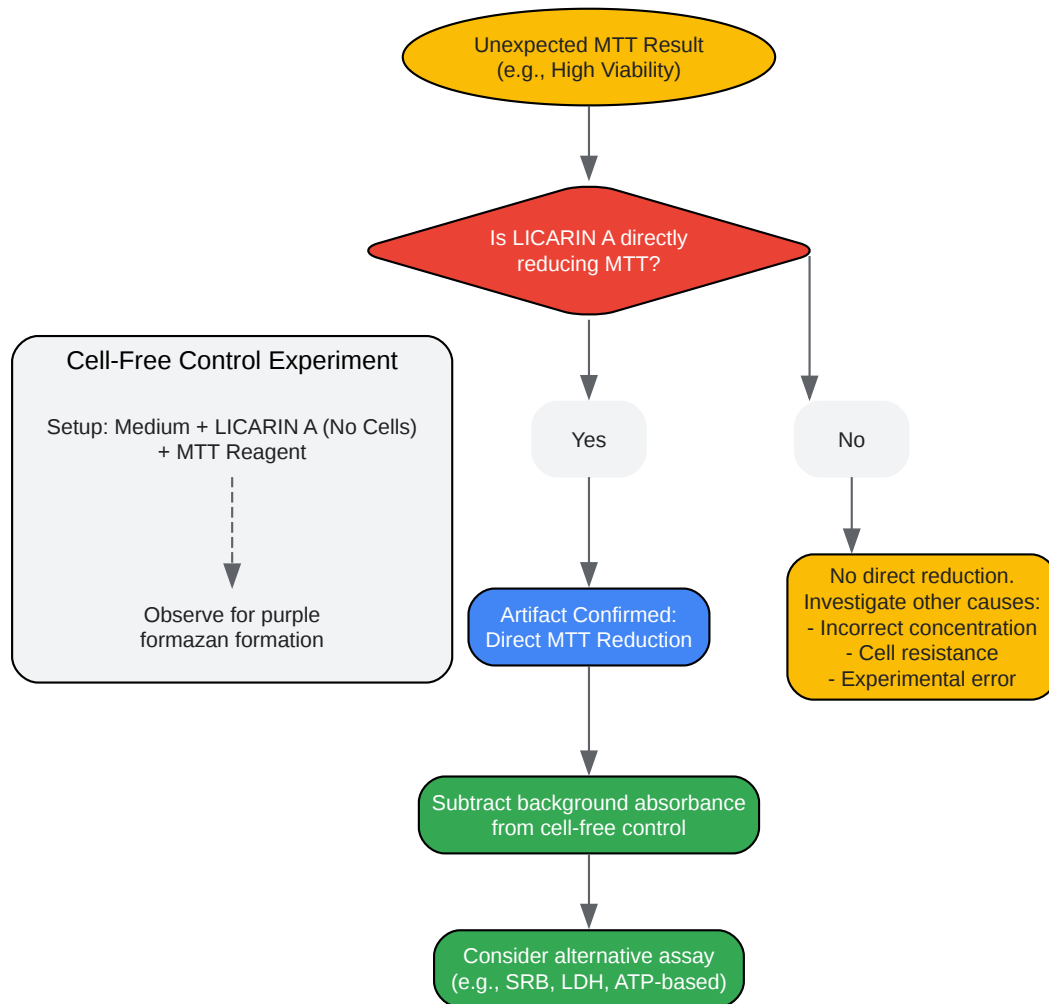 Unexpected MTT Result
(e.g., High Viability)
Is LICARIN A directly
reducing MTT?
Cell-Free Control Experiment
Setup: Medium + LICARIN A (No Cells)
+ MTT Reagent
Observe for purple
formazan formation
Yes
No
Artifact Confirmed:
Direct MTT Reduction
No direct reduction.
Investigate other causes:
- Incorrect concentration
- Cell resistance
- Experimental error
Subtract background absorbance
from cell-free control
Consider alternative assay
(e.g., SRB, LDH, ATP-based)